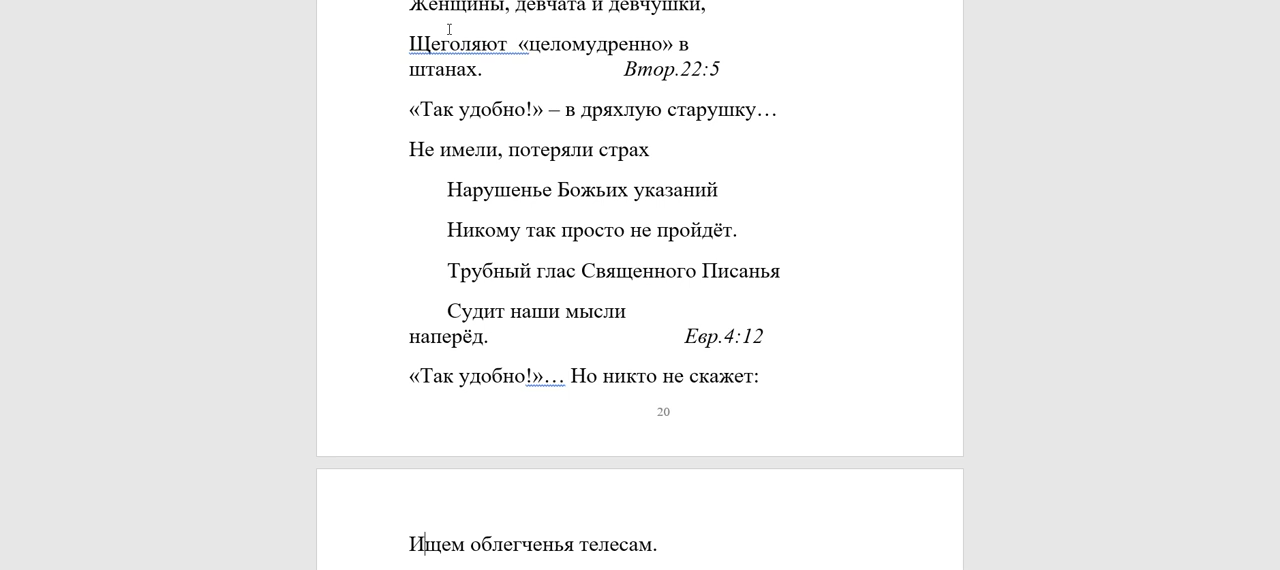 Женщины, девчата и девчушки,
Щеголяют «целомудренно» в
штанах. Втор.22:5
«Так удобно!» – в дряхлую старушку…
Не имели, потеряли страх
Нарушенье Божьих указаний
Никому так просто не пройдёт.
Трубный глас Священного Писанья
Судит наши мысли
наперёд. Евр.4:12
«Так удобно!»… Но никто не скажет:
20
Ищем облегченья телесам.